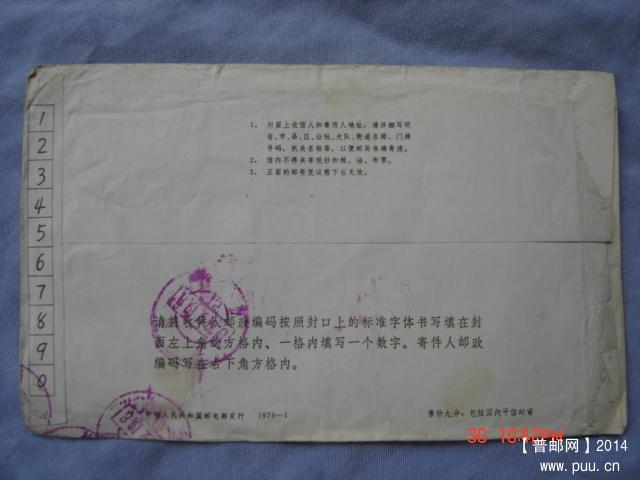 1
2
3
4
5
6
7
8
9
0
1. 封面上收信人和寄信人地址，请详细写明
省、市、县、区、公社、大队、街道名称、门牌
号码，机关名称等，以便邮局准确寄递。
2. 信内不得夹寄现钞和粮、油、布票。
3. 正面的邮资凭证剪下后无效。
请将收件人邮政编码按照封口上的标准字体书写填在封
面左上角的方格内、一格内填写一个数字。寄件人邮政
编码写在右下角方格内。
中华人民共和国邮电部发行 1979—1
售价九分，包括国内平信邮资
30 10:42PM
【普邮网】2014
www.puu.cn